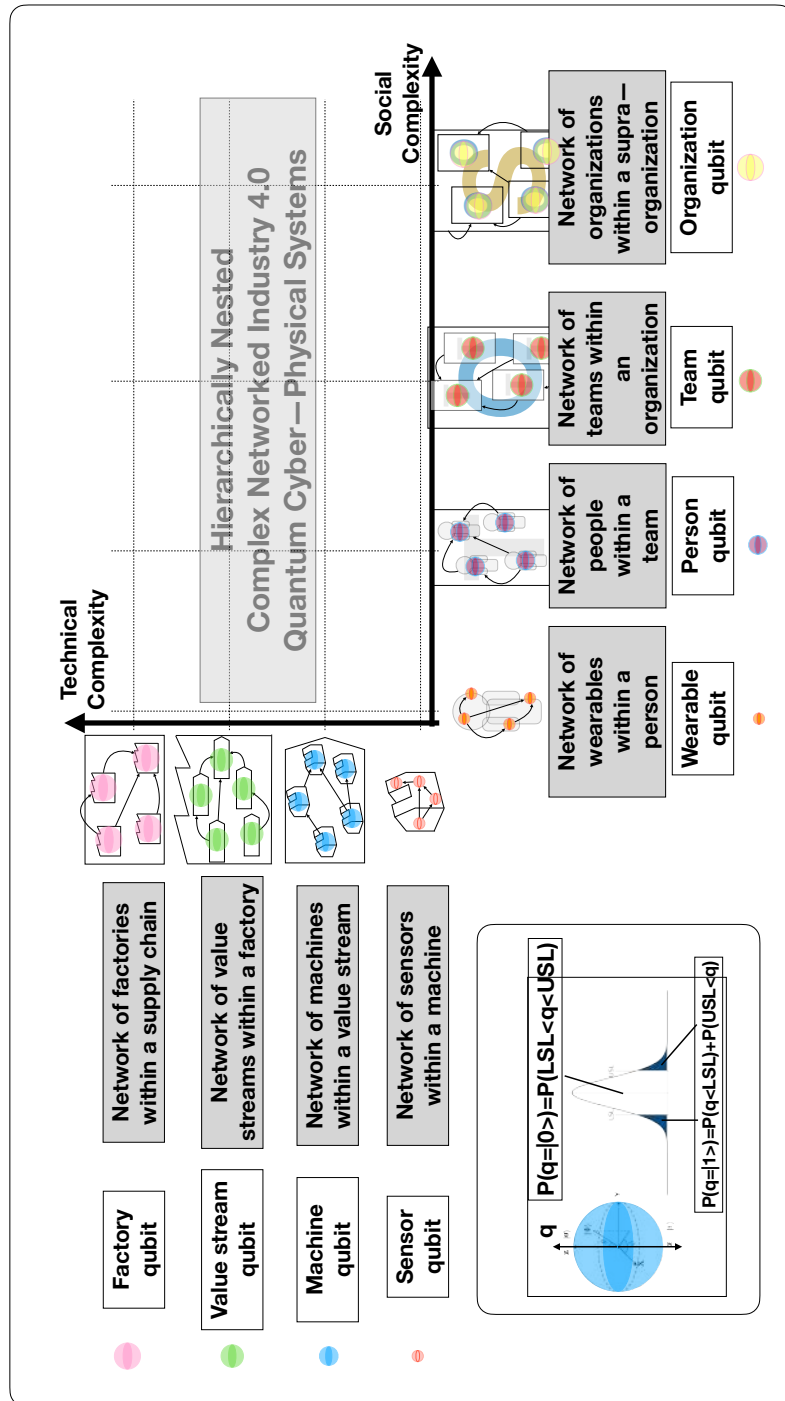 Technical
Complexity
Hierarchically Nested
Complex Networked Industry 4.0
Quantum Cyber—Physical Systems
Social
Complexity
Factory
qubit
Network of factories
within a supply chain
Value stream
qubit
Network of value
streams within a factory
Machine
qubit
Network of machines
within a value stream
Sensor
qubit
Network of sensors
within a machine
Network of
wearables
within a
person
Wearable
qubit
Network of
people
within a
team
Person
qubit
Network of
teams within
an
organization
Team
qubit
Network of
organizations
within a supra—
organization
Organization
qubit
q
P(q=|0>)=P(LSL<q<USL)
P(q=|1>)=P(q<LSL)+P(USL<q)